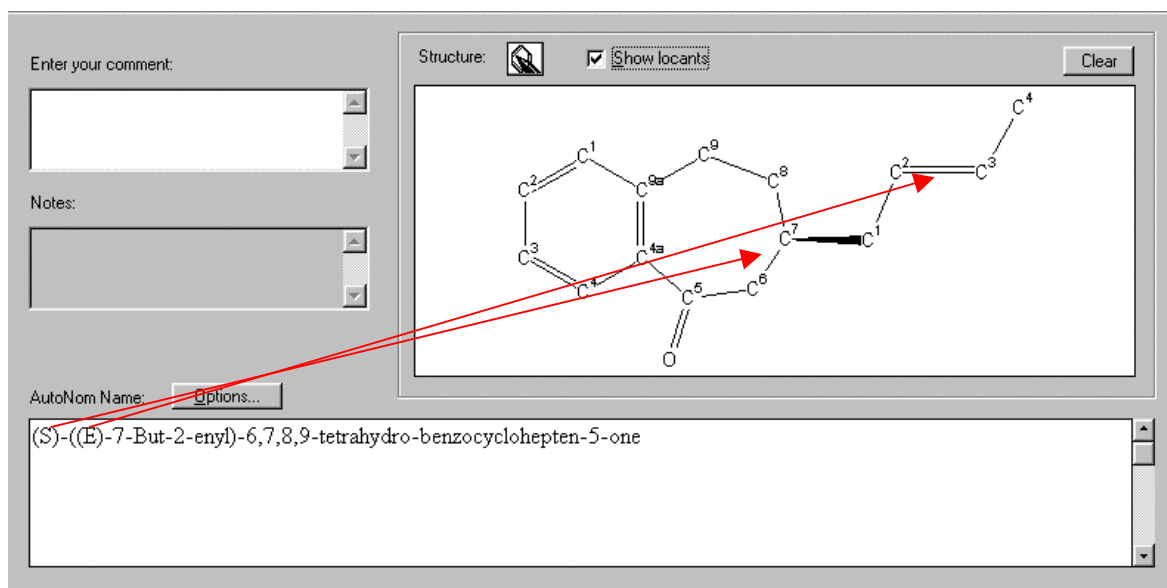 Enter your comment:
Structure:
Show locants
Clear
Notes:
C4
C1
C9
C8
C2
C3
C2
9a
C7
C1
C3
C4a
C4
C5
C6
O
AutoNom Name:
Options...
(S)-((E)-7-But-2-enyl)-6,7,8,9-tetrahydro-benzocyclohepten-5-one